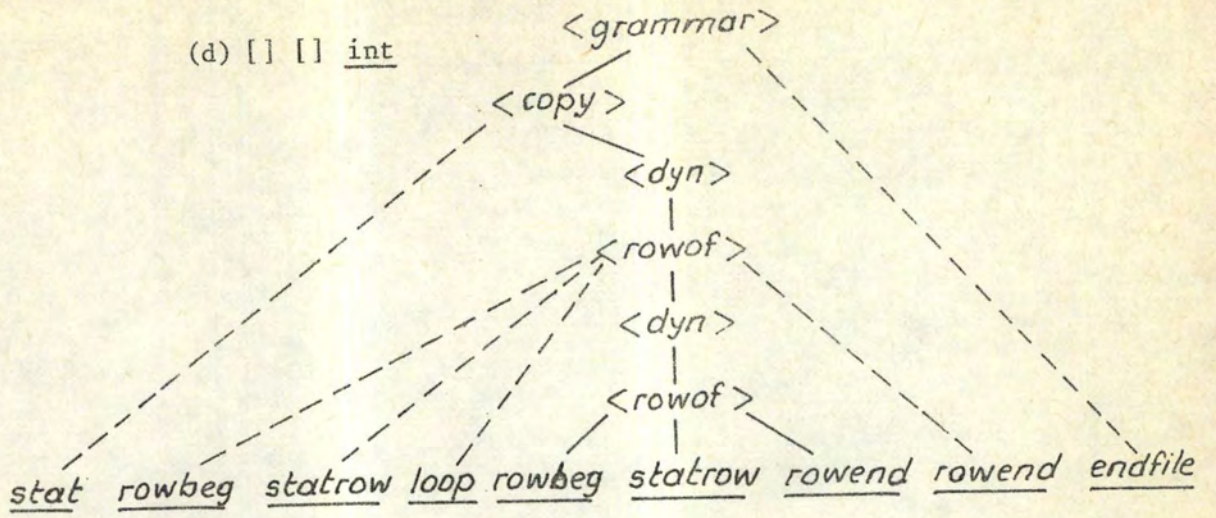 <grammar>
(d) [] [] int
<copy>
<dyn>
<rowof>
<dyn>
<rowof>
stat rowbeg statrow loop rowbeg statrow rowend rowend endfile